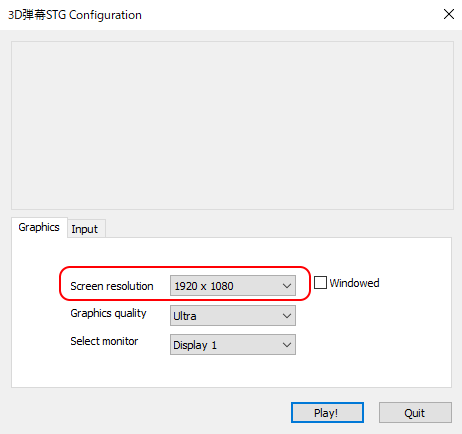 3D弾幕STG Configuration
Graphics
Input
Screen resolution
1920 x 1080
Windowed
Graphics quality
Ultra
Select monitor
Display 1
Play!
Quit